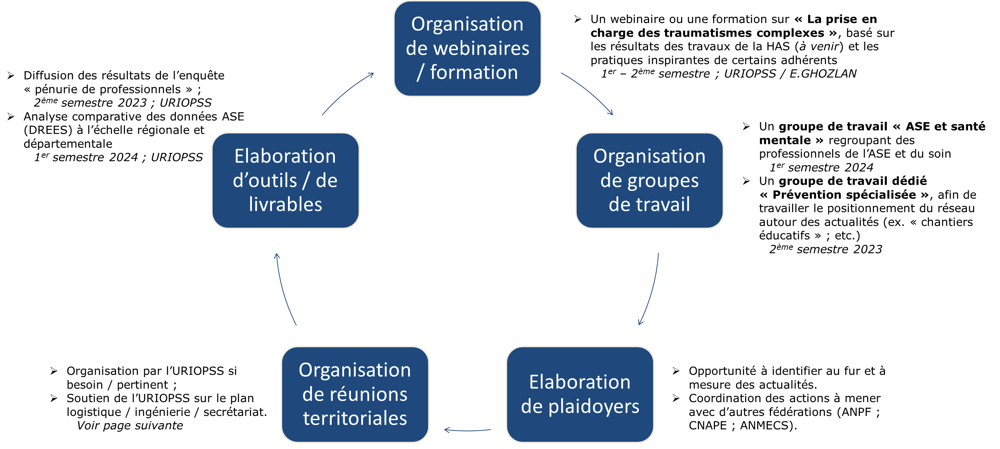 Organisation
de webinaires
/ formation
➢ Un webinaire ou une formation sur « La prise en
charge des traumatismes complexes », basé sur
les résultats des travaux de la HAS (à venir) et les
pratiques inspirantes de certains adhérents
1er – 2ème semestre ; URIOPSS / E.GHOZLAN
Organisation
de groupes
de travail
➢ Un groupe de travail « ASE et santé
mentale » regroupant des
professionnels de l’ASE et du soin
1er semestre 2024
➢ Un groupe de travail dédié
« Prévention spécialisée », afin de
travailler le positionnement du réseau
autour des actualités (ex. « chantiers
éducatifs » ; etc.)
2ème semestre 2023
Elaboration
de plaidoyers
➢ Opportunité à identifier au fur et à
mesure des actualités.
➢ Coordination des actions à mener
avec d’autres fédérations (ANPF ;
CNAPE ; ANMECS).
Organisation
de réunions
territoriales
➢ Organisation par l’URIOPSS si
besoin / pertinent ;
➢ Soutien de l’URIOPSS sur le plan
logistique / ingénierie / secrétariat.
Voir page suivante
Elaboration
d’outils / de
livrables
➢ Diffusion des résultats de l’enquête
« pénurie de professionnels » ;
2ème semestre 2023 ; URIOPSS
➢ Analyse comparative des données ASE
(DREES) à l’échelle régionale et
départementale
1er semestre 2024 ; URIOPSS